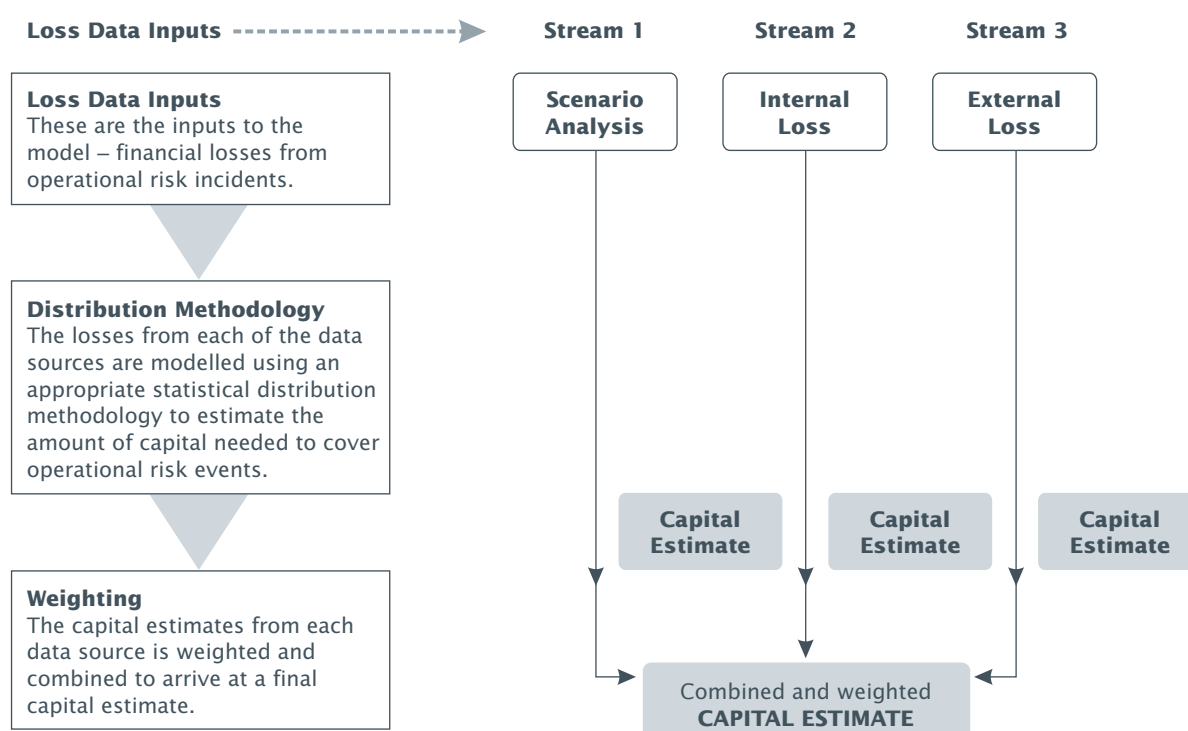 Loss Data Inputs
Stream 1
Stream 2
Stream 3
Loss Data Inputs
These are the inputs to the
model – financial losses from
operational risk incidents.
Scenario
Analysis
Internal
Loss
External
Loss
Distribution Methodology
The losses from each of the data
sources are modelled using an
appropriate statistical distribution
methodology to estimate the
amount of capital needed to cover
operational risk events.
Capital
Estimate
Capital
Estimate
Capital
Estimate
Weighting
The capital estimates from each
data source is weighted and
combined to arrive at a final
capital estimate.
Combined and weighted
CAPITAL ESTIMATE